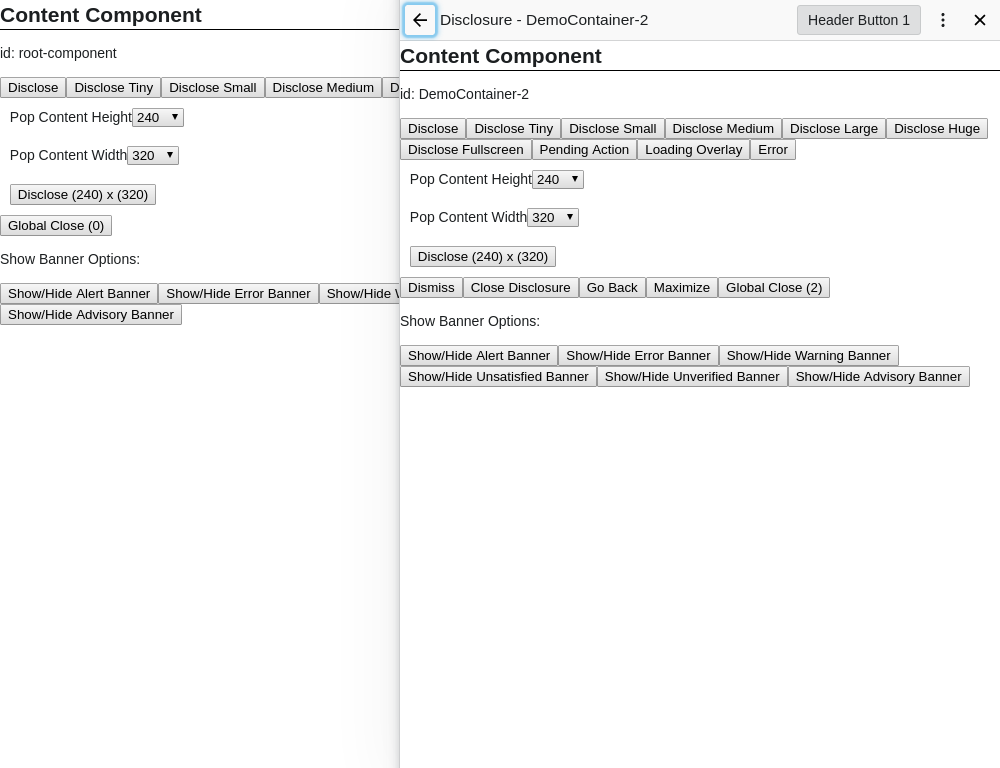 Content Component
id: root-component
Disclose Disclose Tiny Disclose Small Disclose Medium D
Pop Content Height 240
Pop Content Width 320
Disclose (240) x (320)
Global Close (0)
Show Banner Options:
Show/Hide Alert Banner Show/Hide Error Banner Show/Hide
Show/Hide Advisory Banner
Disclosure - DemoContainer-2 Header Button 1
Content Component
id: DemoContainer-2
Disclose Disclose Tiny Disclose Small Disclose Medium Disclose Large Disclose Huge
Disclose Fullscreen Pending Action Loading Overlay Error
Pop Content Height 240
Pop Content Width 320
Disclose (240) x (320)
Dismiss Close Disclosure Go Back Maximize Global Close (2)
Show Banner Options:
Show/Hide Alert Banner Show/Hide Error Banner Show/Hide Warning Banner
Show/Hide Unsatisfied Banner Show/Hide Unverified Banner Show/Hide Advisory Banner